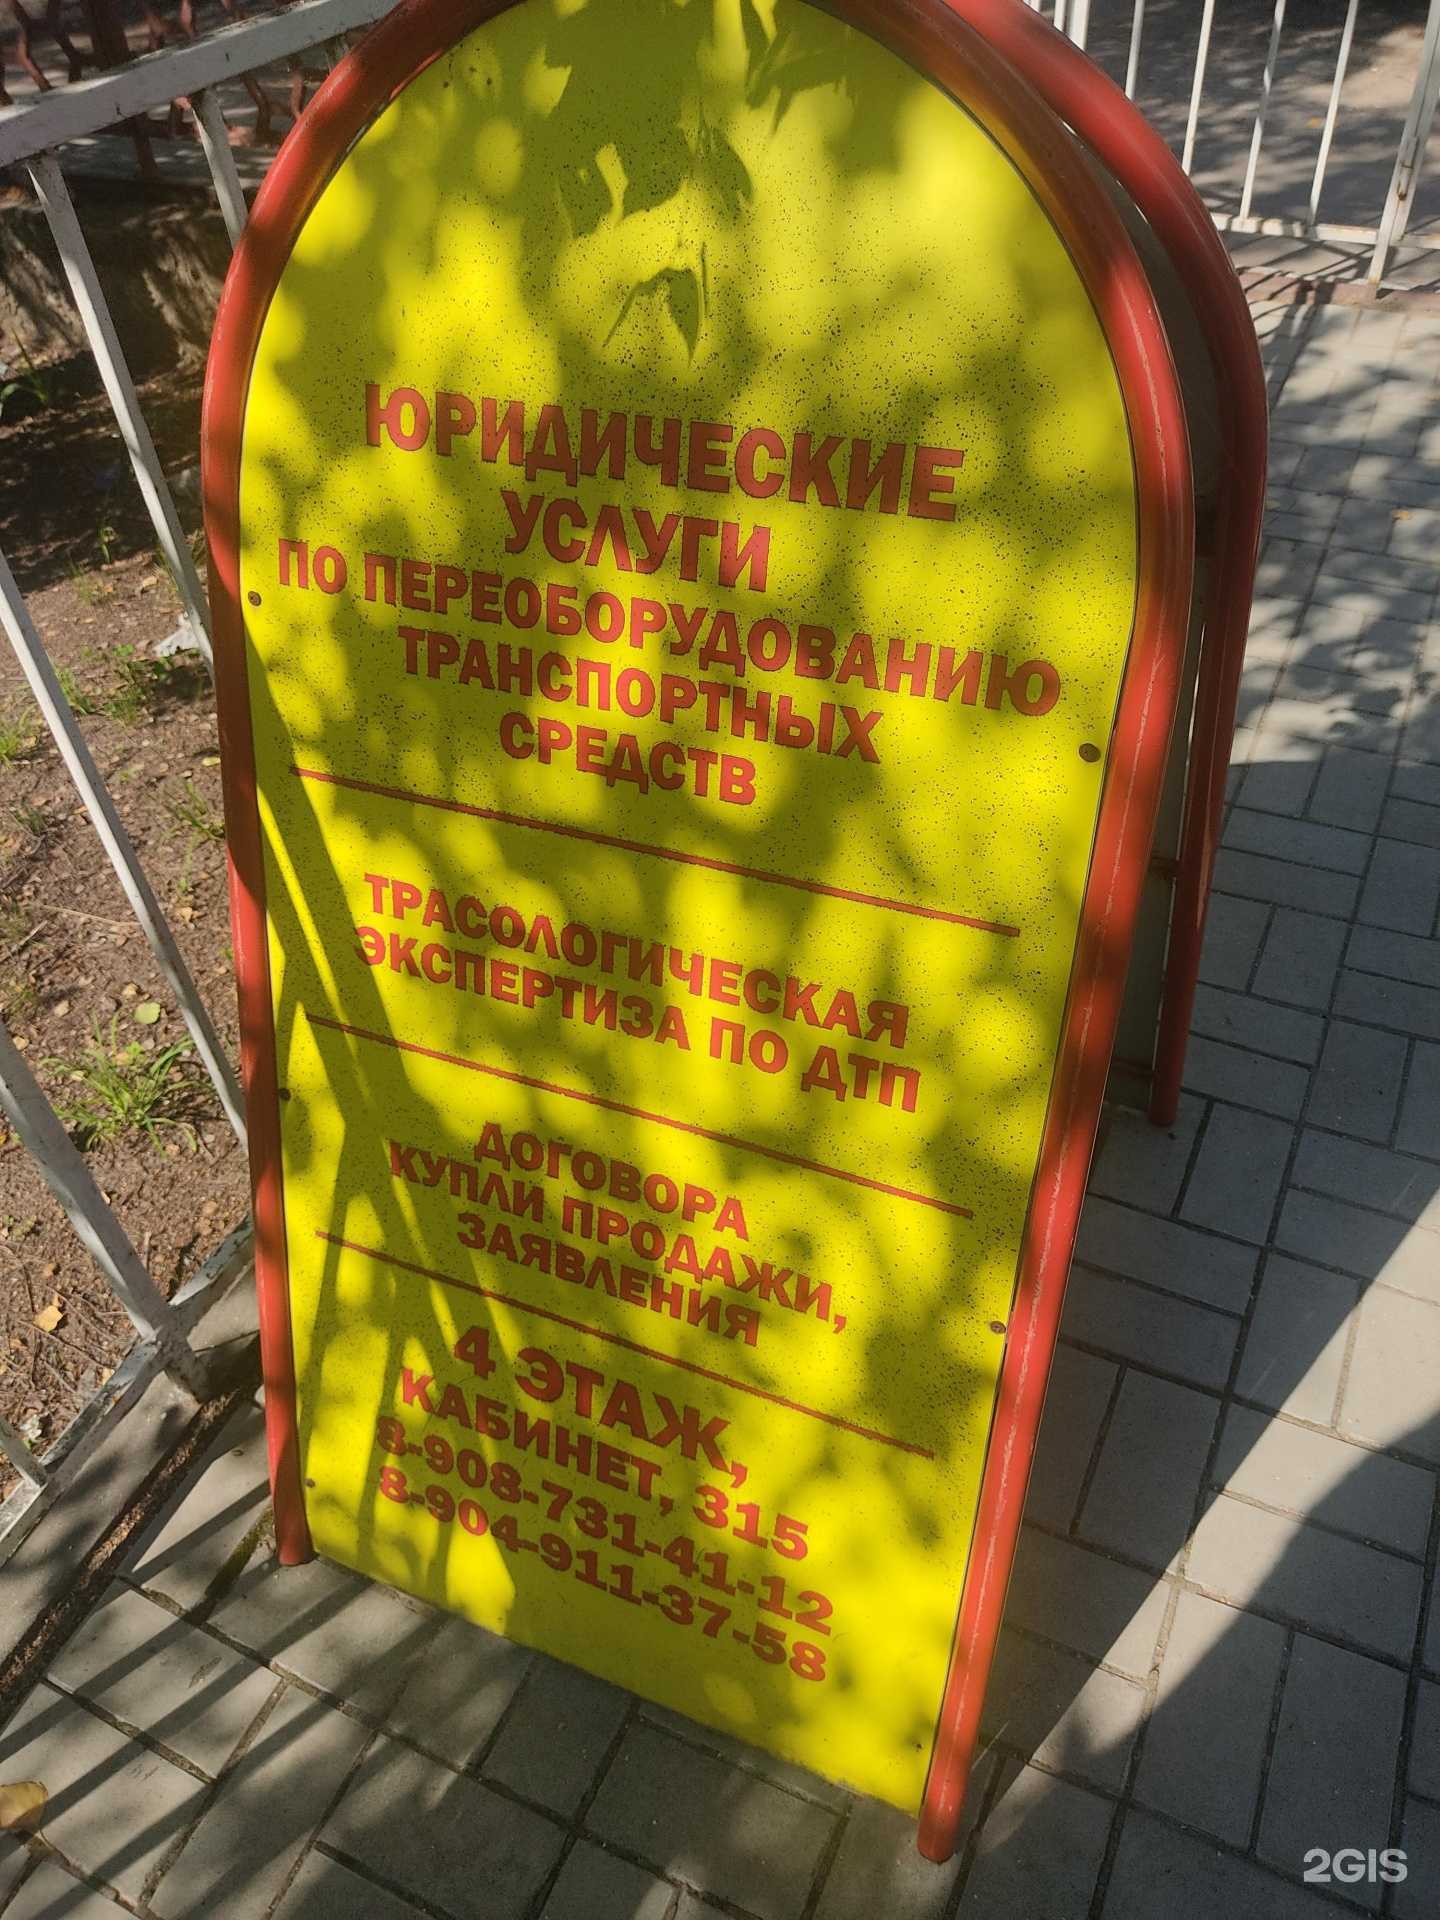 ЮРИДИЧЕСКИЕ
УСЛУГИ
ПО ПЕРЕОБОРУДОВАНИЮ
ТРАНСПОРТНЫХ
СРЕДСТВ
ТРАСОЛОГИЧЕСКАЯ
ЭКСПЕРТИЗА ПО ДТП
ДОГОВОРА
КУПЛИ ПРОДАЖИ,
ЗАЯВЛЕНИЯ
4 ЭТАЖ,
КАБИНЕТ, 315
8-908-731-41-12
8-904-911-37-58
2GIS